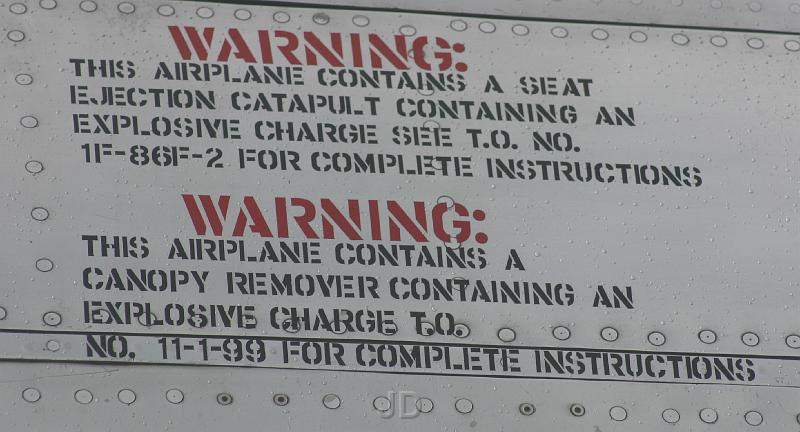 WARNING:
THIS AIRPLANE CONTAINS A SEAT
EJECTION CATAPULT CONTAINING AN
EXPLOSIVE CHARGE SEE T.O. NO.
1F-86F-2 FOR COMPLETE INSTRUCTIONS
WARNING:
THIS AIRPLANE CONTAINS A
CANOPY REMOVER CONTAINING AN
EXPLOSIVE CHARGE T.O.
NO. 11-1-99 FOR COMPLETE INSTRUCTIONS
JD